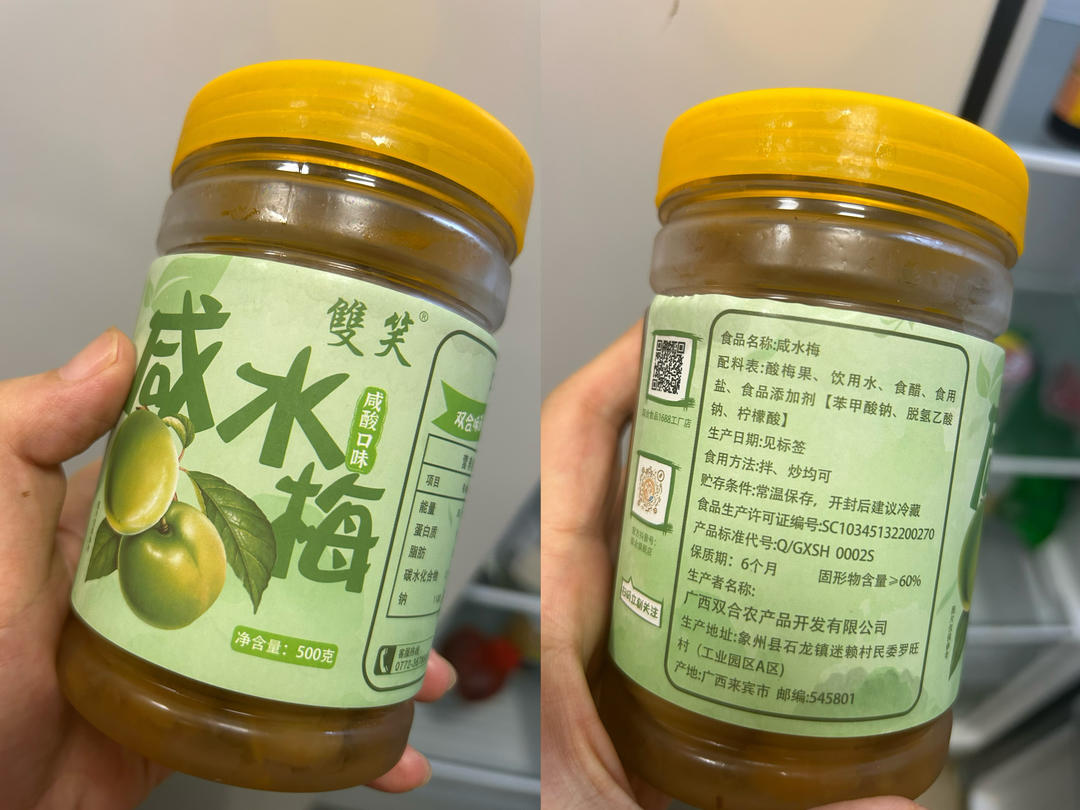 雙笑®
咸水梅
咸酸口味
双合
项目
能量
蛋白质
脂肪
碳水化合物
钠
净含量：500克
客服热线
食品名称:咸水梅
配料表:酸梅果、饮用水、食醋、食用
盐、食品添加剂【苯甲酸钠、脱氢乙酸
钠、柠檬酸】
生产日期:见标签
食用方法:拌、炒均可
贮存条件:常温保存，开封后建议冷藏
食品生产许可证编号:SC10345132200270
产品标准代号:Q/GXSH 0002S
保质期：6个月 固形物含量≥60%
生产者名称:
广西双合农产品开发有限公司
生产地址:象州县石龙镇迷赖村民委罗旺
村（工业园区A区）
产地:广西来宾市 邮编:545801
扫码立刻关注